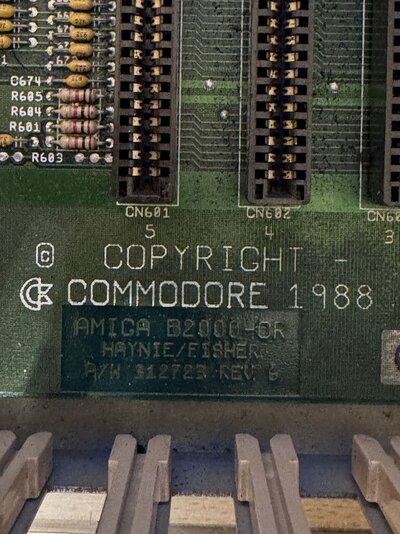 C674
R605
R604
R601
R603
CN601
5
CN602
4
3
© COPYRIGHT -
COMMODORE 1988
AMIGA B2000-CR
HAYNIE/FISHER
A/W 312723 REV 6